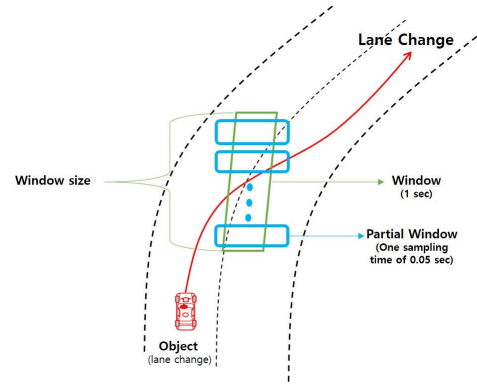 Lane Change
Window size
Window
(1 sec)
Partial Window
(One sampling
time of 0.05 sec)
Object
(lane change)